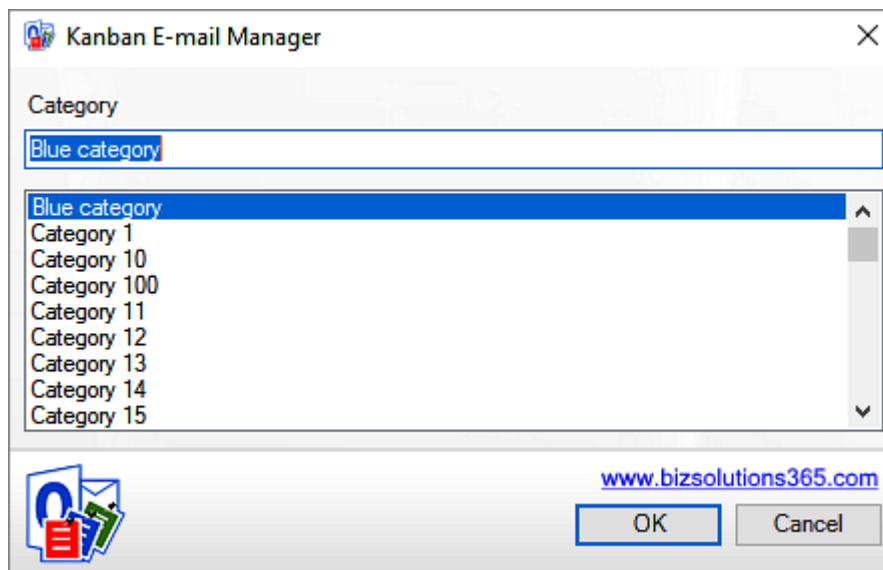 Kanban E-mail Manager
Category
Blue category
Blue category
Category 1
Category 10
Category 100
Category 11
Category 12
Category 13
Category 14
Category 15
www.bizsolutions365.com
OK Cancel